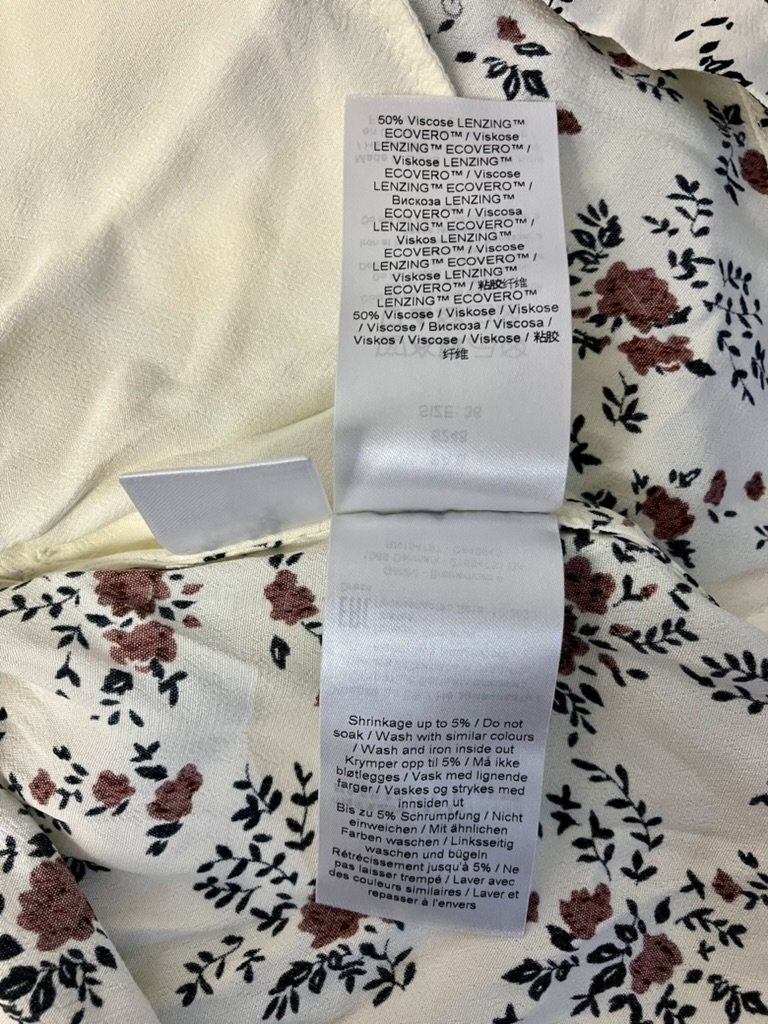 50% Viscose LENZING™
ECOVERO™ / Viskose
LENZING™ ECOVERO™ /
Viskose LENZING™
ECOVERO™ / Viscose
LENZING™ ECOVERO™ /
Вискоза LENZING™
ECOVERO™ / Viscosa
LENZING™ ECOVERO™ /
Viskos LENZING™
ECOVERO™ / Viscose
LENZING™ ECOVERO™ /
Viskose LENZING™
ECOVERO™ / 粘胶纤维
LENZING™ ECOVERO™
50% Viscose / Viskose / Viskose
/ Viscose / Вискоза / Viscosa /
Viskos / Viscose / Viskose / 粘胶
纤维
SIZE: 36
6248
Shrinkage up to 5% / Do not
soak / Wash with similar colours
/ Wash and iron inside out
Krymper opp til 5% / Må ikke
bløtlegges / Vask med lignende
farger / Vaskes og strykes med
innsiden ut
Bis zu 5% Schrumpfung / Nicht
einweichen / Mit ähnlichen
Farben waschen / Linksseitig
waschen und bügeln
Rétrécissement jusqu'à 5% / Ne
pas laisser trempé / Laver avec
des couleurs similaires / Laver et
repasser à l'envers